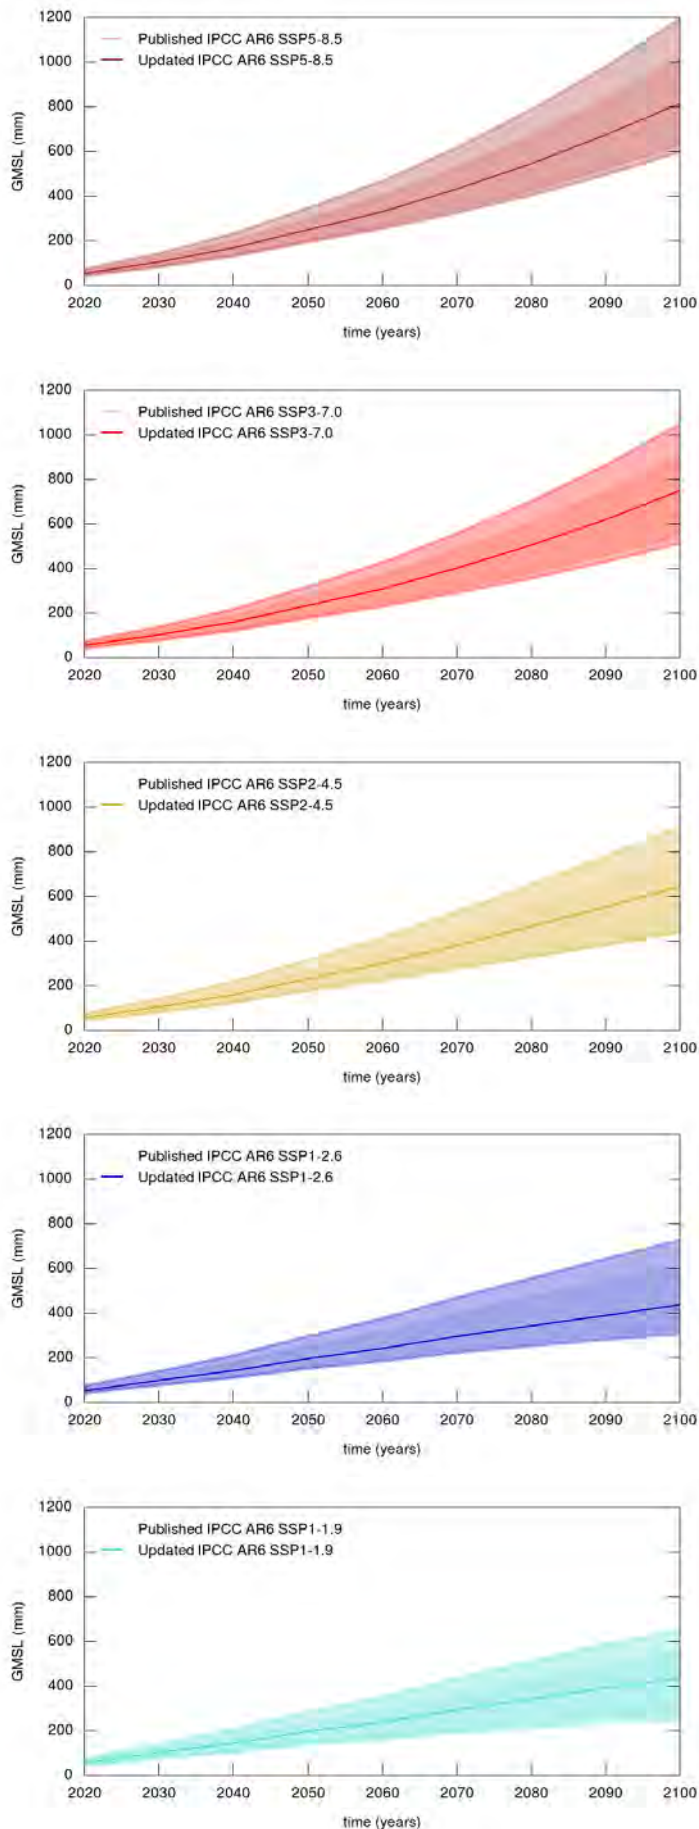 1200
Published IPCC AR6 SSP5-8.5
Updated IPCC AR6 SSP5-8.5
1000
800
GMSL (mm)
600
400
200
0
2020 2030 2040 2050 2060 2070 2080 2090 2100
time (years)
1200
Published IPCC AR6 SSP3-7.0
Updated IPCC AR6 SSP3-7.0
1000
800
GMSL (mm)
600
400
200
0
2020 2030 2040 2050 2060 2070 2080 2090 2100
time (years)
1200
Published IPCC AR6 SSP2-4.5
Updated IPCC AR6 SSP2-4.5
1000
800
GMSL (mm)
600
400
200
0
2020 2030 2040 2050 2060 2070 2080 2090 2100
time (years)
1200
Published IPCC AR6 SSP1-2.6
Updated IPCC AR6 SSP1-2.6
1000
800
GMSL (mm)
600
400
200
0
2020 2030 2040 2050 2060 2070 2080 2090 2100
time (years)
1200
Published IPCC AR6 SSP1-1.9
Updated IPCC AR6 SSP1-1.9
1000
800
GMSL (mm)
600
400
200
0
2020 2030 2040 2050 2060 2070 2080 2090 2100
time (years)